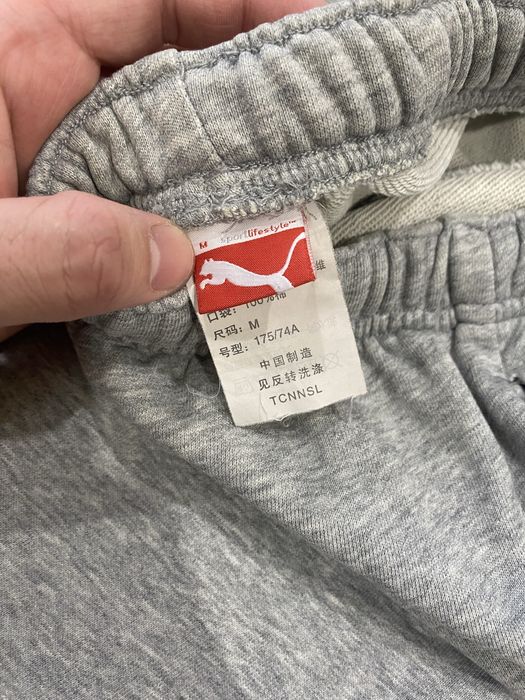 M sportlifestyle™
维
口袋: 100%棉
尺码: M
号型: 175/74A
中国制造
见反转洗涤
TCNNSL